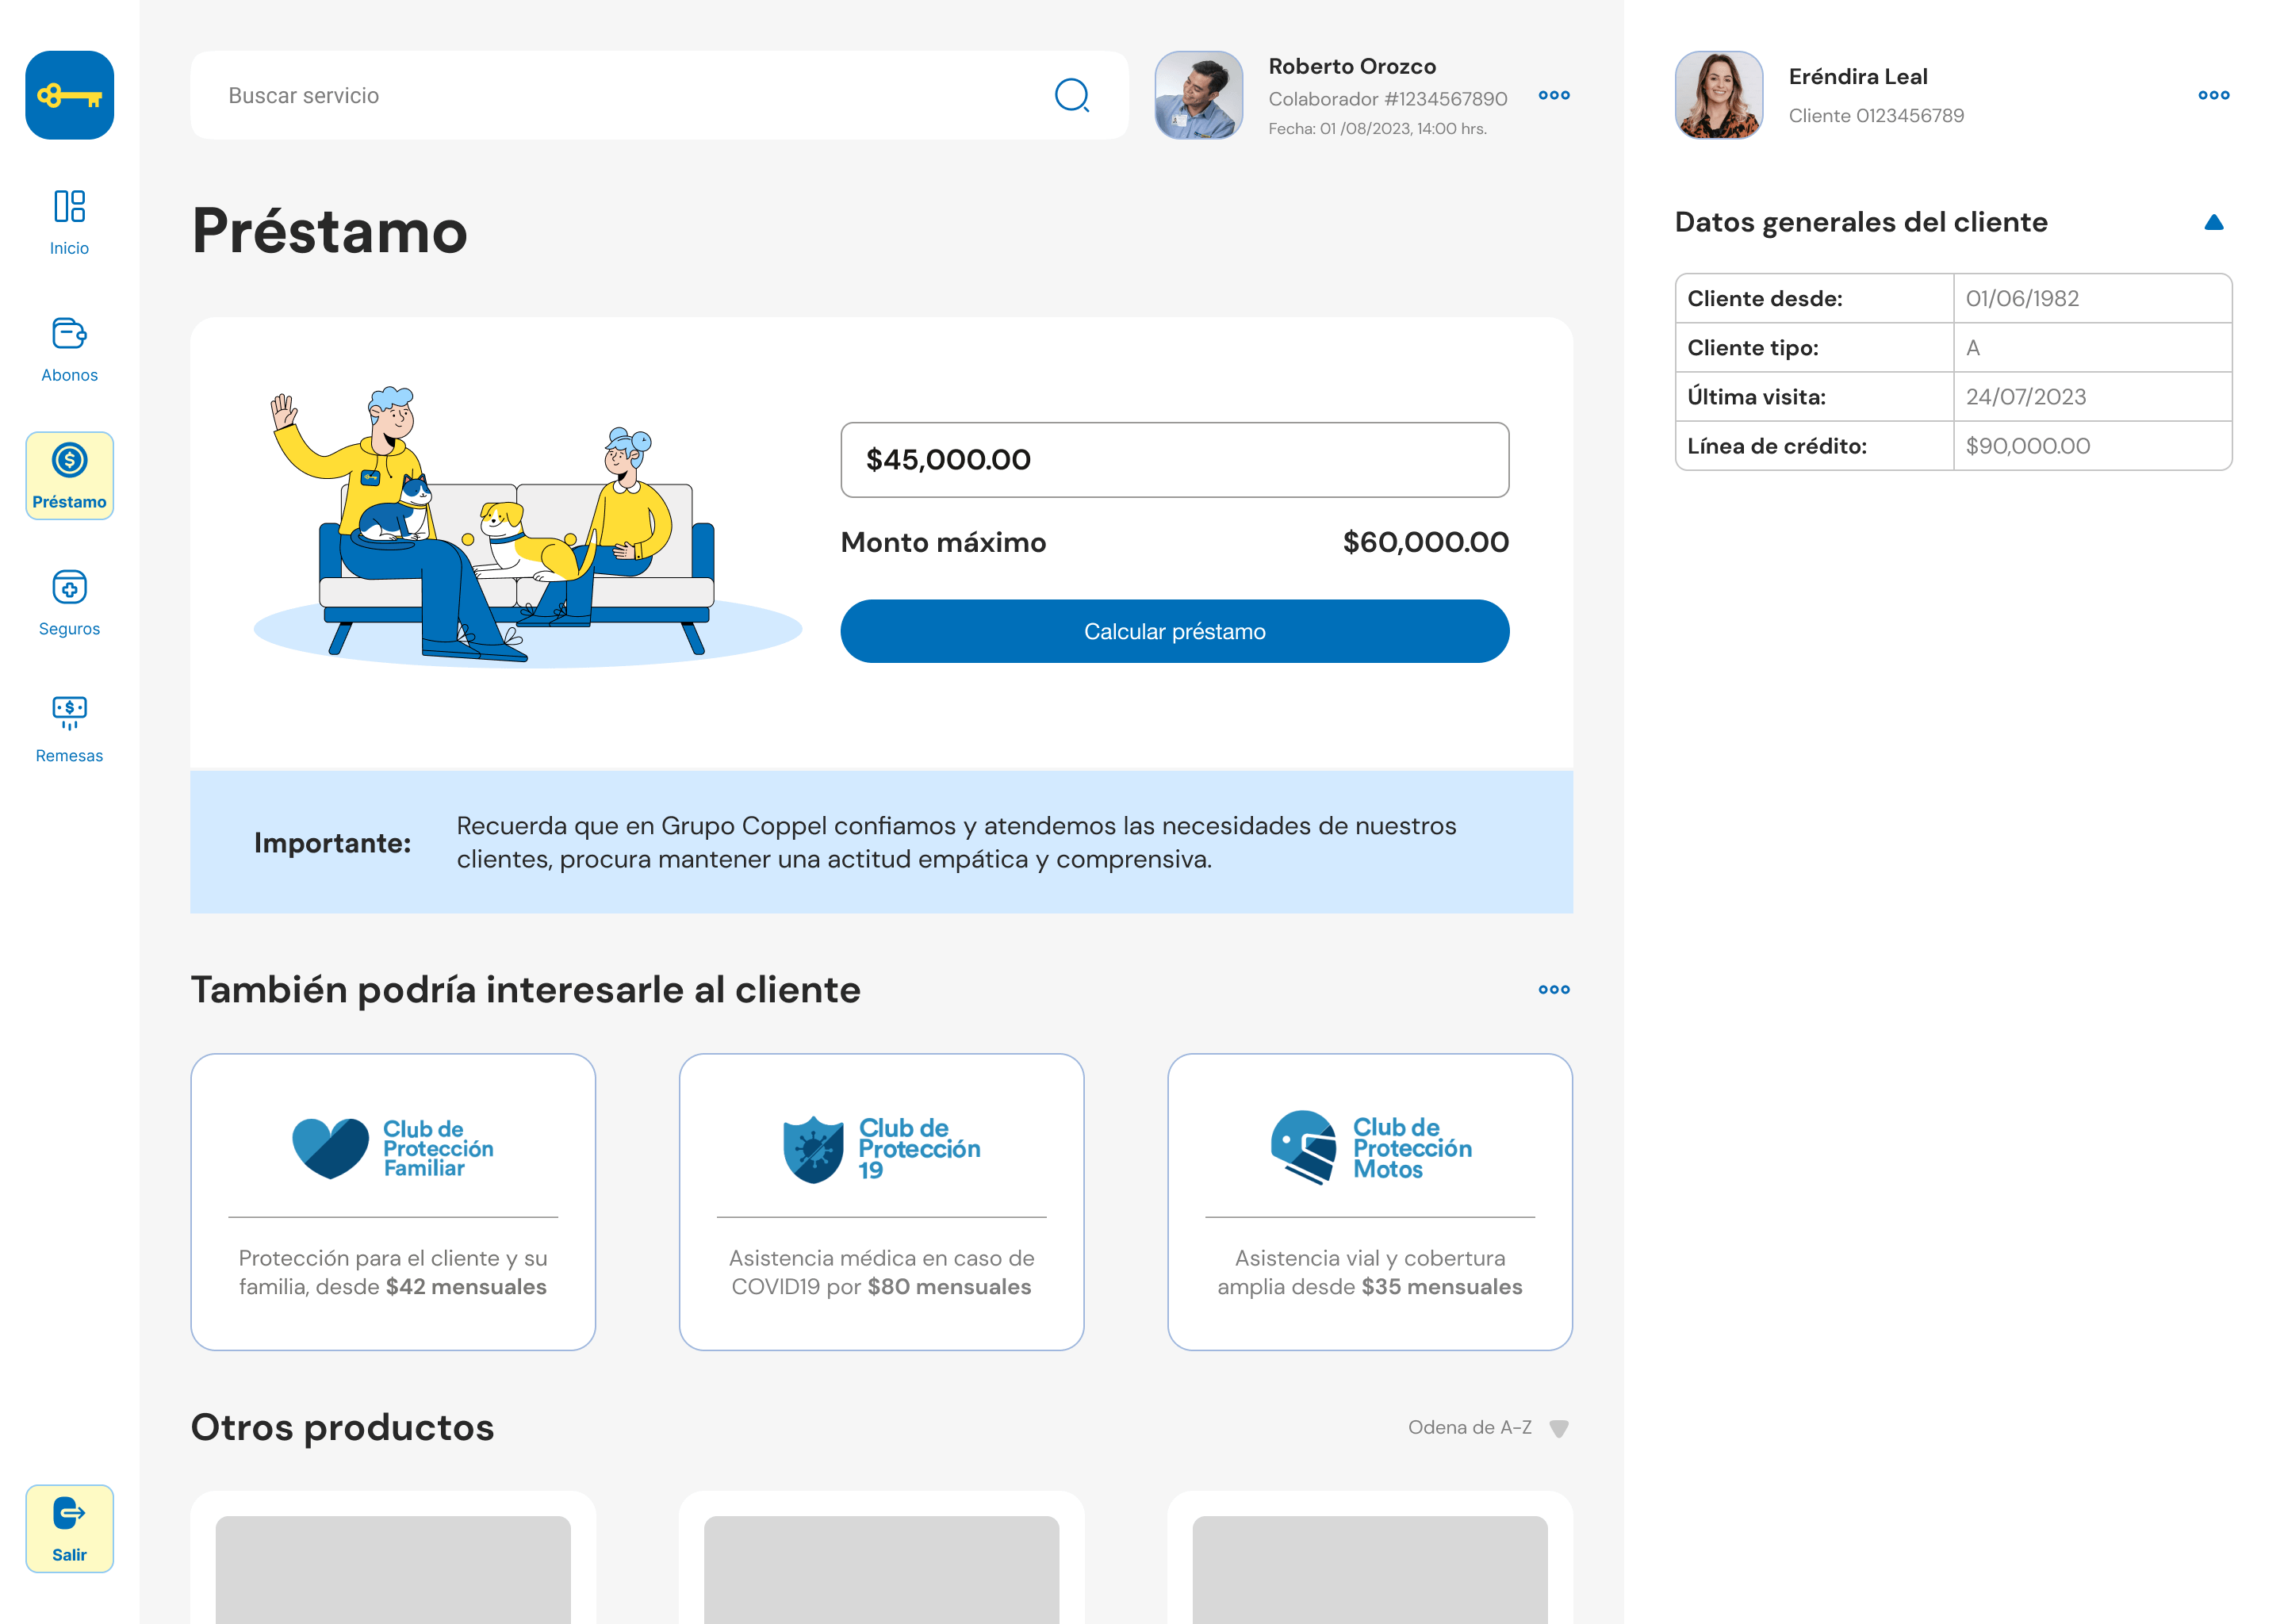 Buscar servicio
Roberto Orozco
Colaborador #1234567890
Fecha: 01 /08/2023, 14:00 hrs.
Eréndira Leal
Cliente 0123456789
Inicio
Abonos
Préstamo
Seguros
Remesas
Salir
Préstamo
$45,000.00
Monto máximo $60,000.00
Calcular préstamo
Importante:
Recuerda que en Grupo Coppel confiamos y atendemos las necesidades de nuestros
clientes, procura mantener una actitud empática y comprensiva.
También podría interesarle al cliente
Club de
Protección
Familiar
Protección para el cliente y su
familia, desde $42 mensuales
Club de
Protección
19
Asistencia médica en caso de
COVID19 por $80 mensuales
Club de
Protección
Motos
Asistencia vial y cobertura
amplia desde $35 mensuales
Otros productos
Odena de A-Z
Datos generales del cliente
Cliente desde: 01/06/1982
Cliente tipo: A
Última visita: 24/07/2023
Línea de crédito: $90,000.00